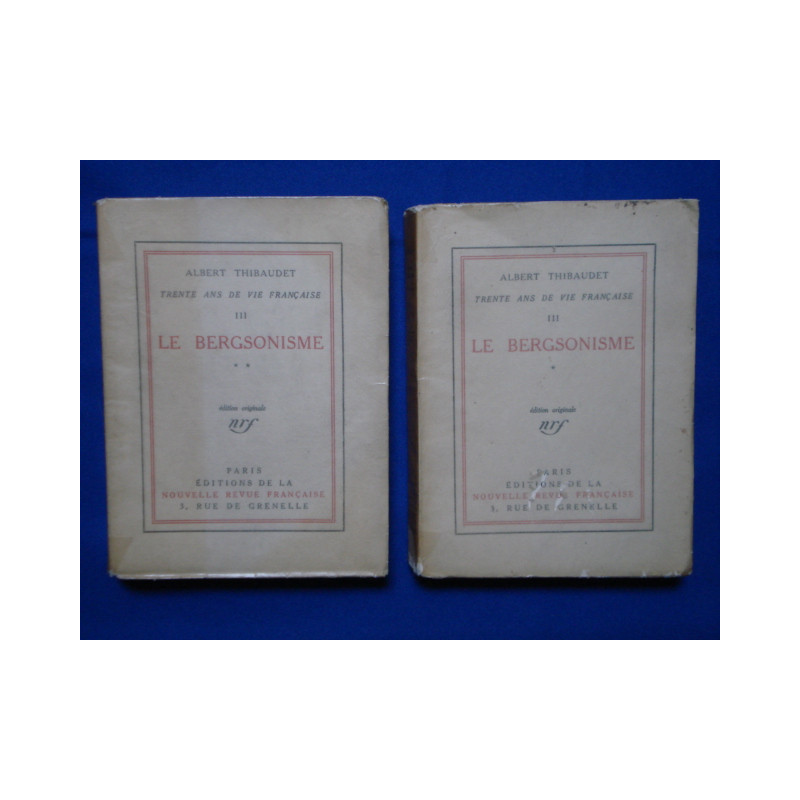 ALBERT THIBAUDET
TRENTE ANS DE VIE FRANÇAISE
III
LE BERGSONISME
* *
édition originale
nrf
PARIS
ÉDITIONS DE LA
NOUVELLE REVUE FRANÇAISE
3, RUE DE GRENELLE
ALBERT THIBAUDET
TRENTE ANS DE VIE FRANÇAISE
III
LE BERGSONISME
*
édition originale
nrf
PARIS
ÉDITIONS DE LA
NOUVELLE REVUE FRANÇAISE
3, RUE DE GRENELLE